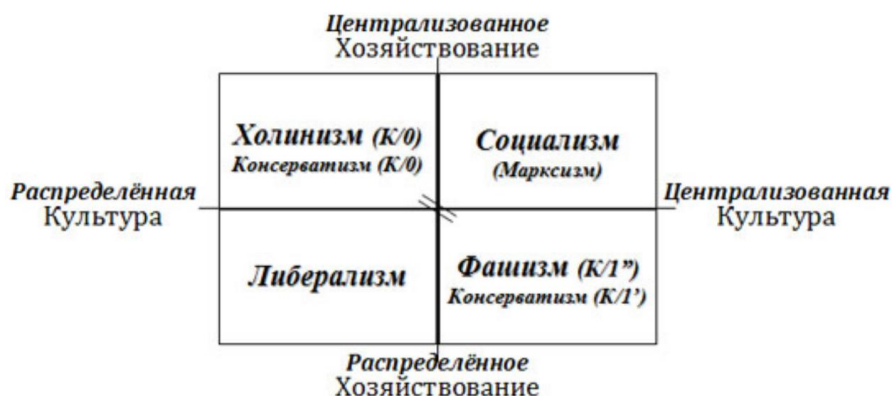 Централизованное
Хозяйствование
Холинизм (К/0)
Консерватизм (К/0)
Социализм
(Марксизм)
Распределённая
Культура
Централизованная
Культура
Либерализм
Фашизм (К/1”)
Консерватизм (К/1’)
Распределённое
Хозяйствование